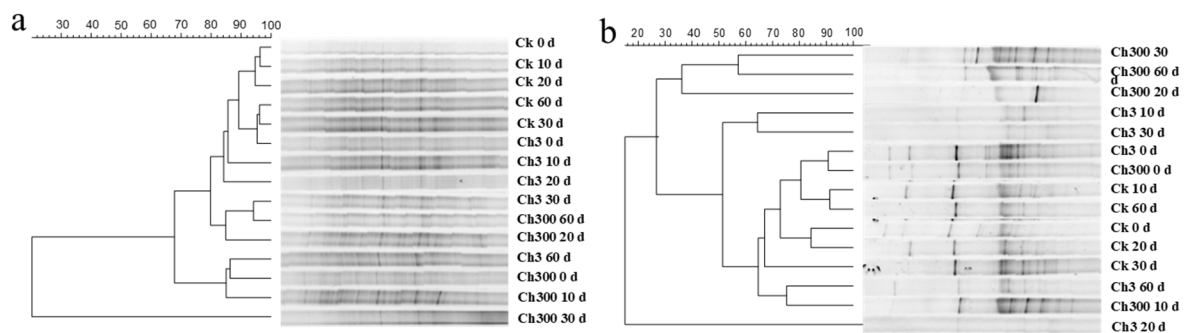 a
30 40 50 60 70 80 90 100
Ck 0 d
Ck 10 d
Ck 20 d
Ck 60 d
Ck 30 d
Ch3 0 d
Ch3 10 d
Ch3 20 d
Ch3 30 d
Ch300 60 d
Ch300 20 d
Ch3 60 d
Ch300 0 d
Ch300 10 d
Ch300 30 d
b
20 30 40 50 60 70 80 90 100
Ch300 30
Ch300 60 d
d
Ch300 20 d
Ch3 10 d
Ch3 30 d
Ch3 0 d
Ch300 0 d
Ck 10 d
Ck 60 d
Ck 0 d
Ck 20 d
Ck 30 d
Ch3 60 d
Ch300 10 d
Ch3 20 d